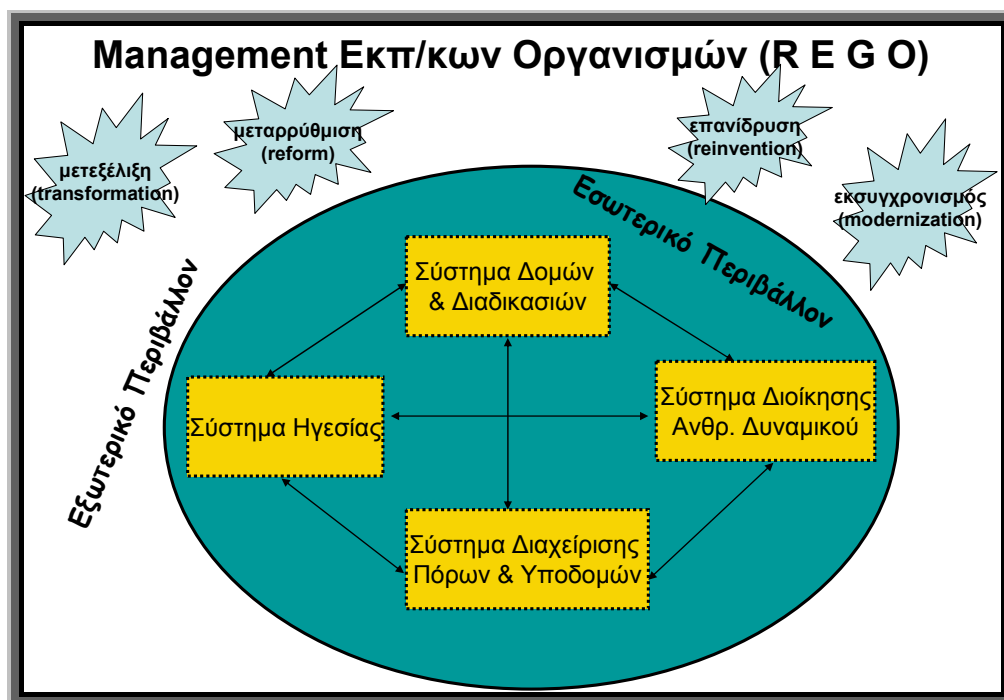 Management Εκπ/κων Οργανισμών (R E G O)
μετεξέλιξη
(transformation)
μεταρρύθμιση
(reform)
επανίδρυση
(reinvention)
εκσυγχρονισμός
(modernization)
Εξωτερικό Περιβάλλον
Εσωτερικό Περιβάλλον
Σύστημα Δομών
& Διαδικασιών
Σύστημα Ηγεσίας
Σύστημα Διοίκησης
Ανθρ. Δυναμικού
Σύστημα Διαχείρισης
Πόρων & Υποδομών